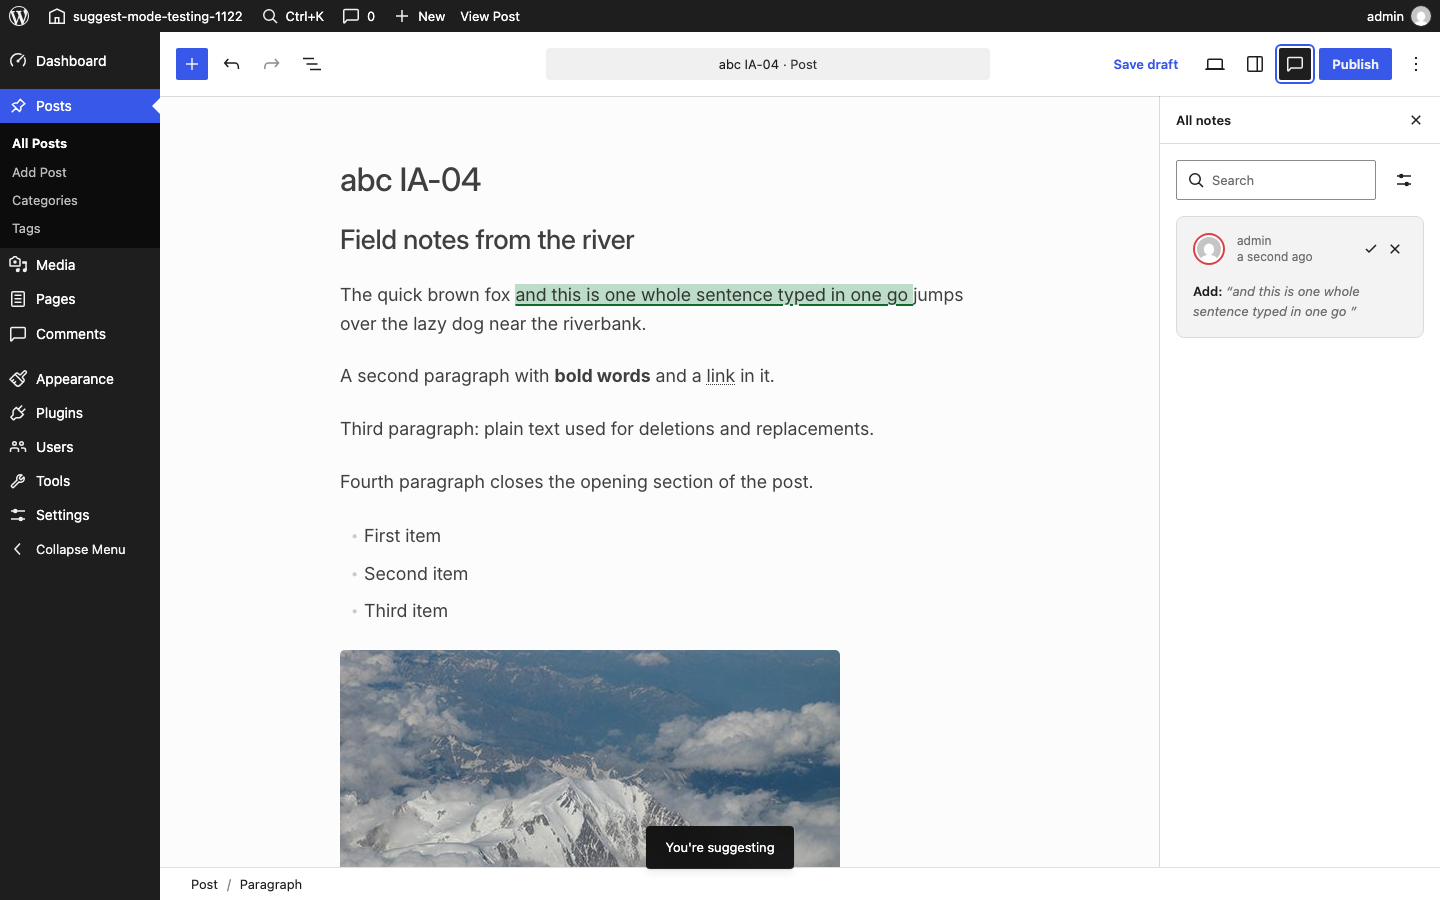 suggest-mode-testing-1122 Ctrl+K 0 New View Post admin
Dashboard
Posts
All Posts
Add Post
Categories
Tags
Media
Pages
Comments
Appearance
Plugins
Users
Tools
Settings
Collapse Menu
abc IA-04 · Post
Save draft
Publish
abc IA-04
Field notes from the river
The quick brown fox and this is one whole sentence typed in one go jumps
over the lazy dog near the riverbank.
A second paragraph with bold words and a link in it.
Third paragraph: plain text used for deletions and replacements.
Fourth paragraph closes the opening section of the post.
• First item
• Second item
• Third item
You're suggesting
Post / Paragraph
All notes
Search
admin
a second ago
Add: “and this is one whole
sentence typed in one go ”